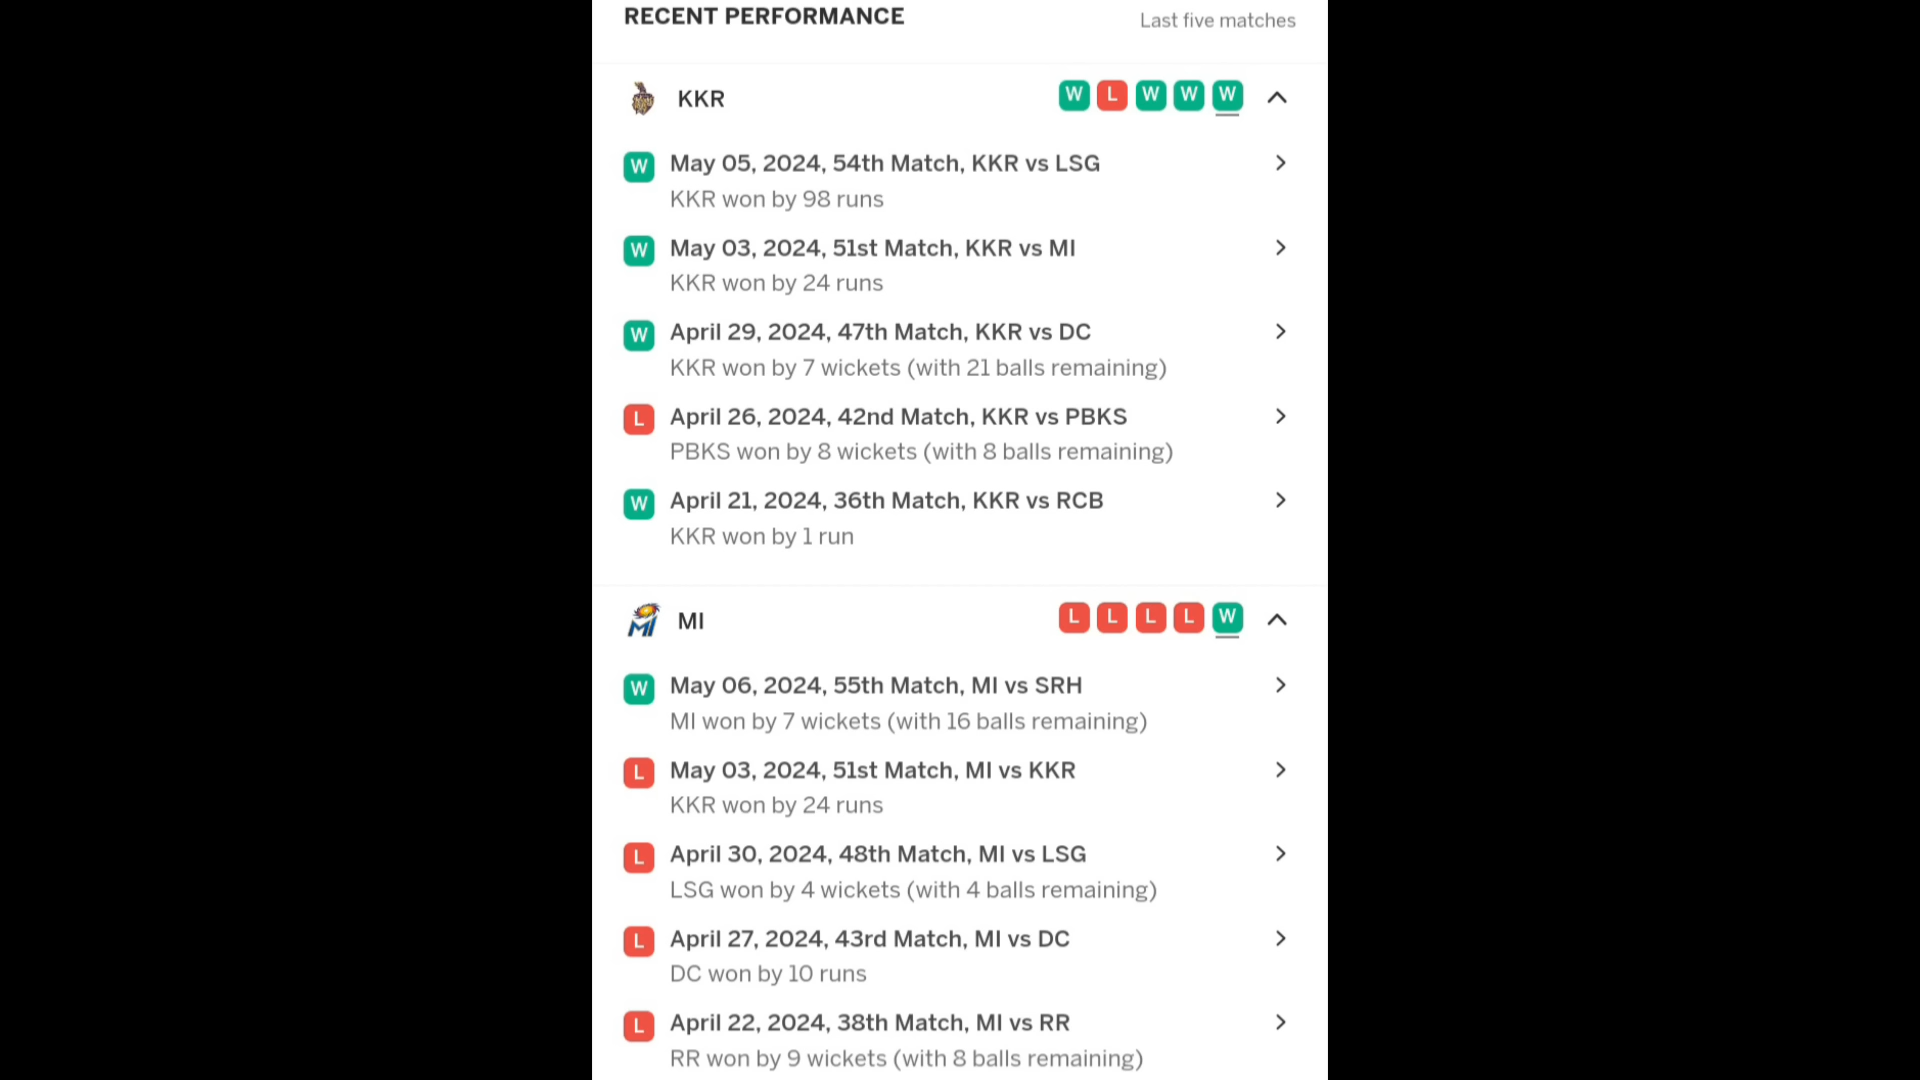 RECENT PERFORMANCE
Last five matches
KKR
W L W W W
W May 05, 2024, 54th Match, KKR vs LSG
KKR won by 98 runs
W May 03, 2024, 51st Match, KKR vs MI
KKR won by 24 runs
W April 29, 2024, 47th Match, KKR vs DC
KKR won by 7 wickets (with 21 balls remaining)
L April 26, 2024, 42nd Match, KKR vs PBKS
PBKS won by 8 wickets (with 8 balls remaining)
W April 21, 2024, 36th Match, KKR vs RCB
KKR won by 1 run
MI MI
L L L L W
W May 06, 2024, 55th Match, MI vs SRH
MI won by 7 wickets (with 16 balls remaining)
L May 03, 2024, 51st Match, MI vs KKR
KKR won by 24 runs
L April 30, 2024, 48th Match, MI vs LSG
LSG won by 4 wickets (with 4 balls remaining)
L April 27, 2024, 43rd Match, MI vs DC
DC won by 10 runs
L April 22, 2024, 38th Match, MI vs RR
RR won by 9 wickets (with 8 balls remaining)